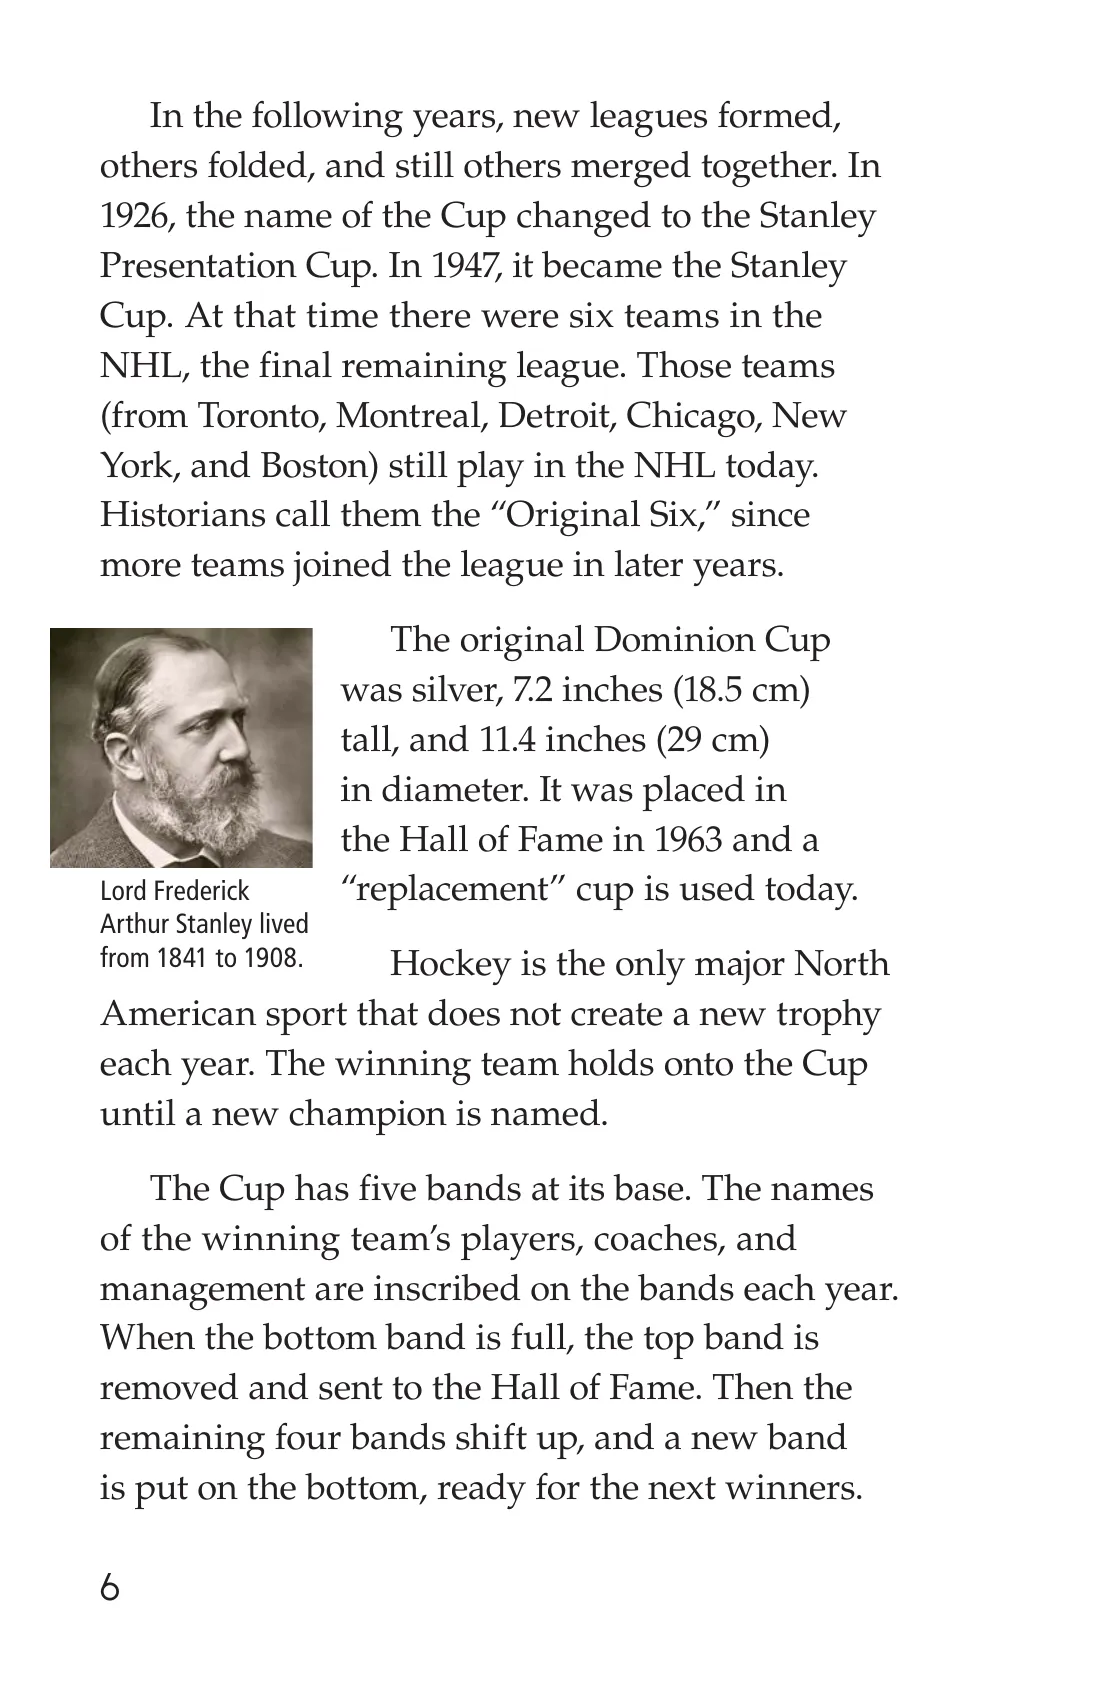 In the following years, new leagues formed,
others folded, and still others merged together. In
1926, the name of the Cup changed to the Stanley
Presentation Cup. In 1947, it became the Stanley
Cup. At that time there were six teams in the
NHL, the final remaining league. Those teams
(from Toronto, Montreal, Detroit, Chicago, New
York, and Boston) still play in the NHL today.
Historians call them the “Original Six,” since
more teams joined the league in later years.
The original Dominion Cup
was silver, 7.2 inches (18.5 cm)
tall, and 11.4 inches (29 cm)
in diameter. It was placed in
the Hall of Fame in 1963 and a
“replacement” cup is used today.
Lord Frederick
Arthur Stanley lived
from 1841 to 1908.
Hockey is the only major North
American sport that does not create a new trophy
each year. The winning team holds onto the Cup
until a new champion is named.
The Cup has five bands at its base. The names
of the winning team’s players, coaches, and
management are inscribed on the bands each year.
When the bottom band is full, the top band is
removed and sent to the Hall of Fame. Then the
remaining four bands shift up, and a new band
is put on the bottom, ready for the next winners.
6